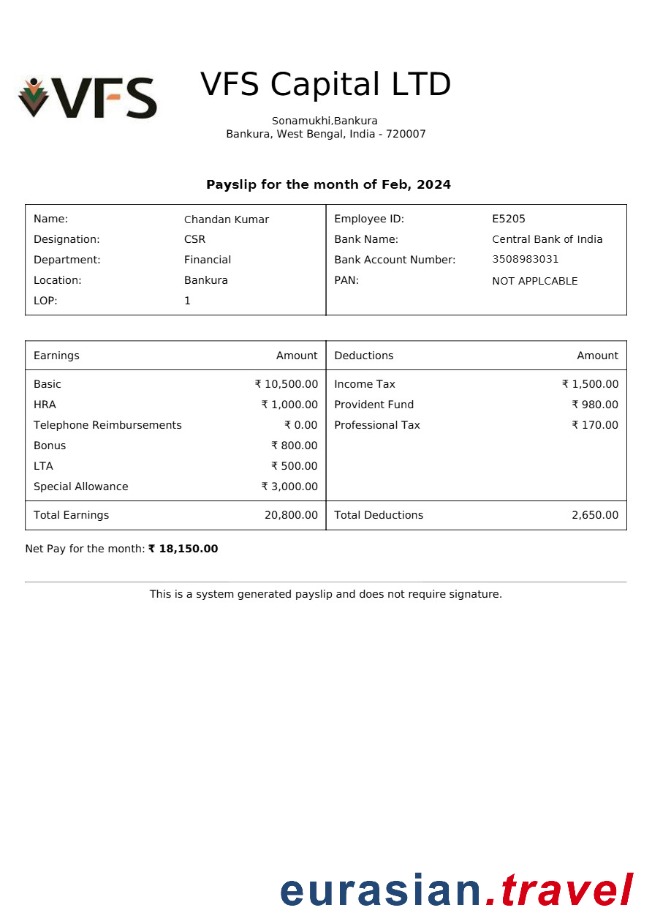 VFS
VFS Capital LTD
Sonamukhi,Bankura
Bankura, West Bengal, India - 720007
Payslip for the month of Feb, 2024
Name: Chandan Kumar Employee ID: E5205
Designation: CSR Bank Name: Central Bank of India
Department: Financial Bank Account Number: 3508983031
Location: Bankura PAN: NOT APPLCABLE
LOP: 1
Earnings Amount Deductions Amount
Basic ₹ 10,500.00 Income Tax ₹ 1,500.00
HRA ₹ 1,000.00 Provident Fund ₹ 980.00
Telephone Reimbursements ₹ 0.00 Professional Tax ₹ 170.00
Bonus ₹ 800.00
LTA ₹ 500.00
Special Allowance ₹ 3,000.00
Total Earnings 20,800.00 Total Deductions 2,650.00
Net Pay for the month: ₹ 18,150.00
This is a system generated payslip and does not require signature.
eurasian.travel